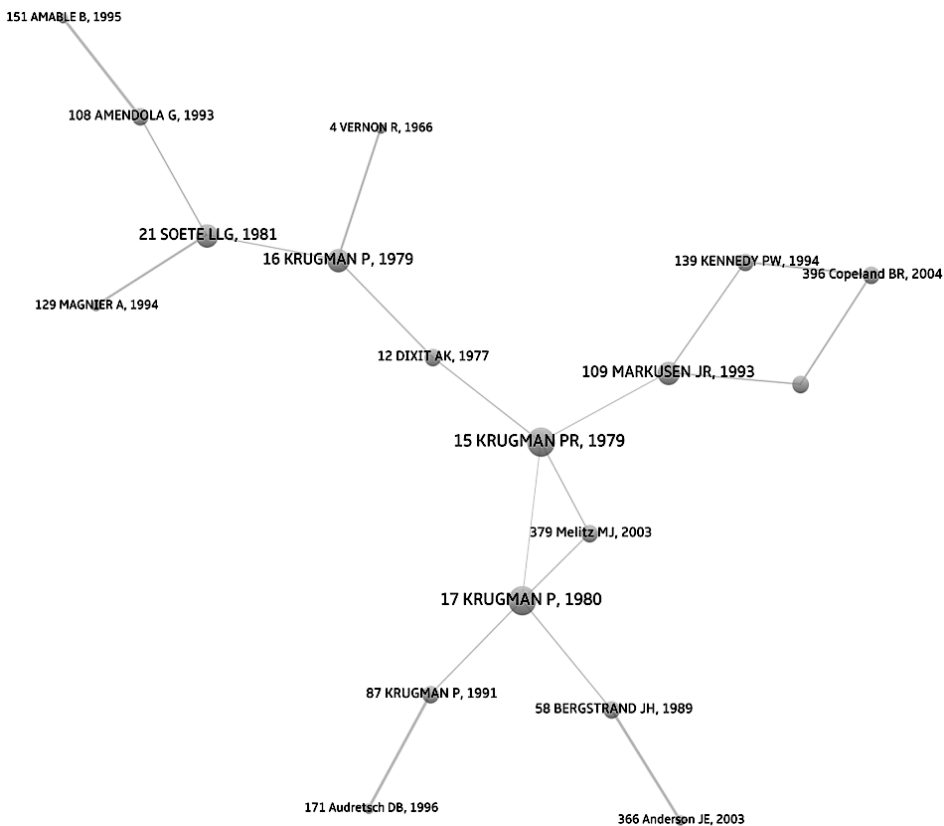 151 AMABLE B, 1995
108 AMENDOLA G, 1993
4 VERNON R, 1966
21 SOETE LLG, 1981
16 KRUGMAN P, 1979
139 KENNEDY PW, 1994
396 Copeland BR, 2004
129 MAGNIER A, 1994
12 DIXIT AK, 1977
109 MARKUSEN JR, 1993
15 KRUGMAN PR, 1979
379 Melitz MJ, 2003
17 KRUGMAN P, 1980
87 KRUGMAN P, 1991
58 BERGSTRAND JH, 1989
171 Audretsch DB, 1996
366 Anderson JE, 2003